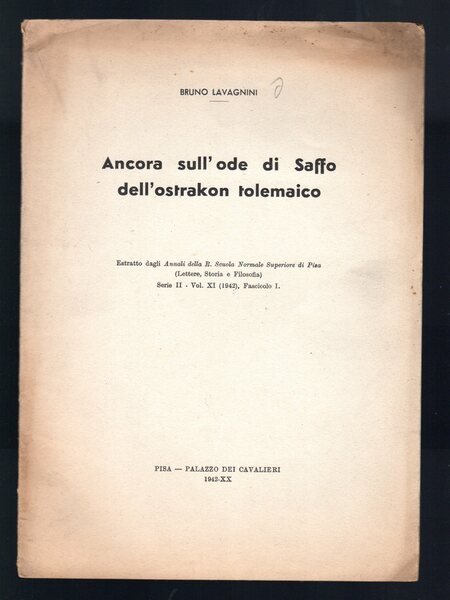 BRUNO LAVAGNINI
Ancora sull'ode di Saffo
dell'ostrakon tolemaico
Estratto dagli Annali della R. Scuola Normale Superiore di Pisa
(Lettere, Storia e Filosofia)
Serie II - Vol. XI (1942), Fascicolo I.
PISA — PALAZZO DEI CAVALIERI
1942-XX